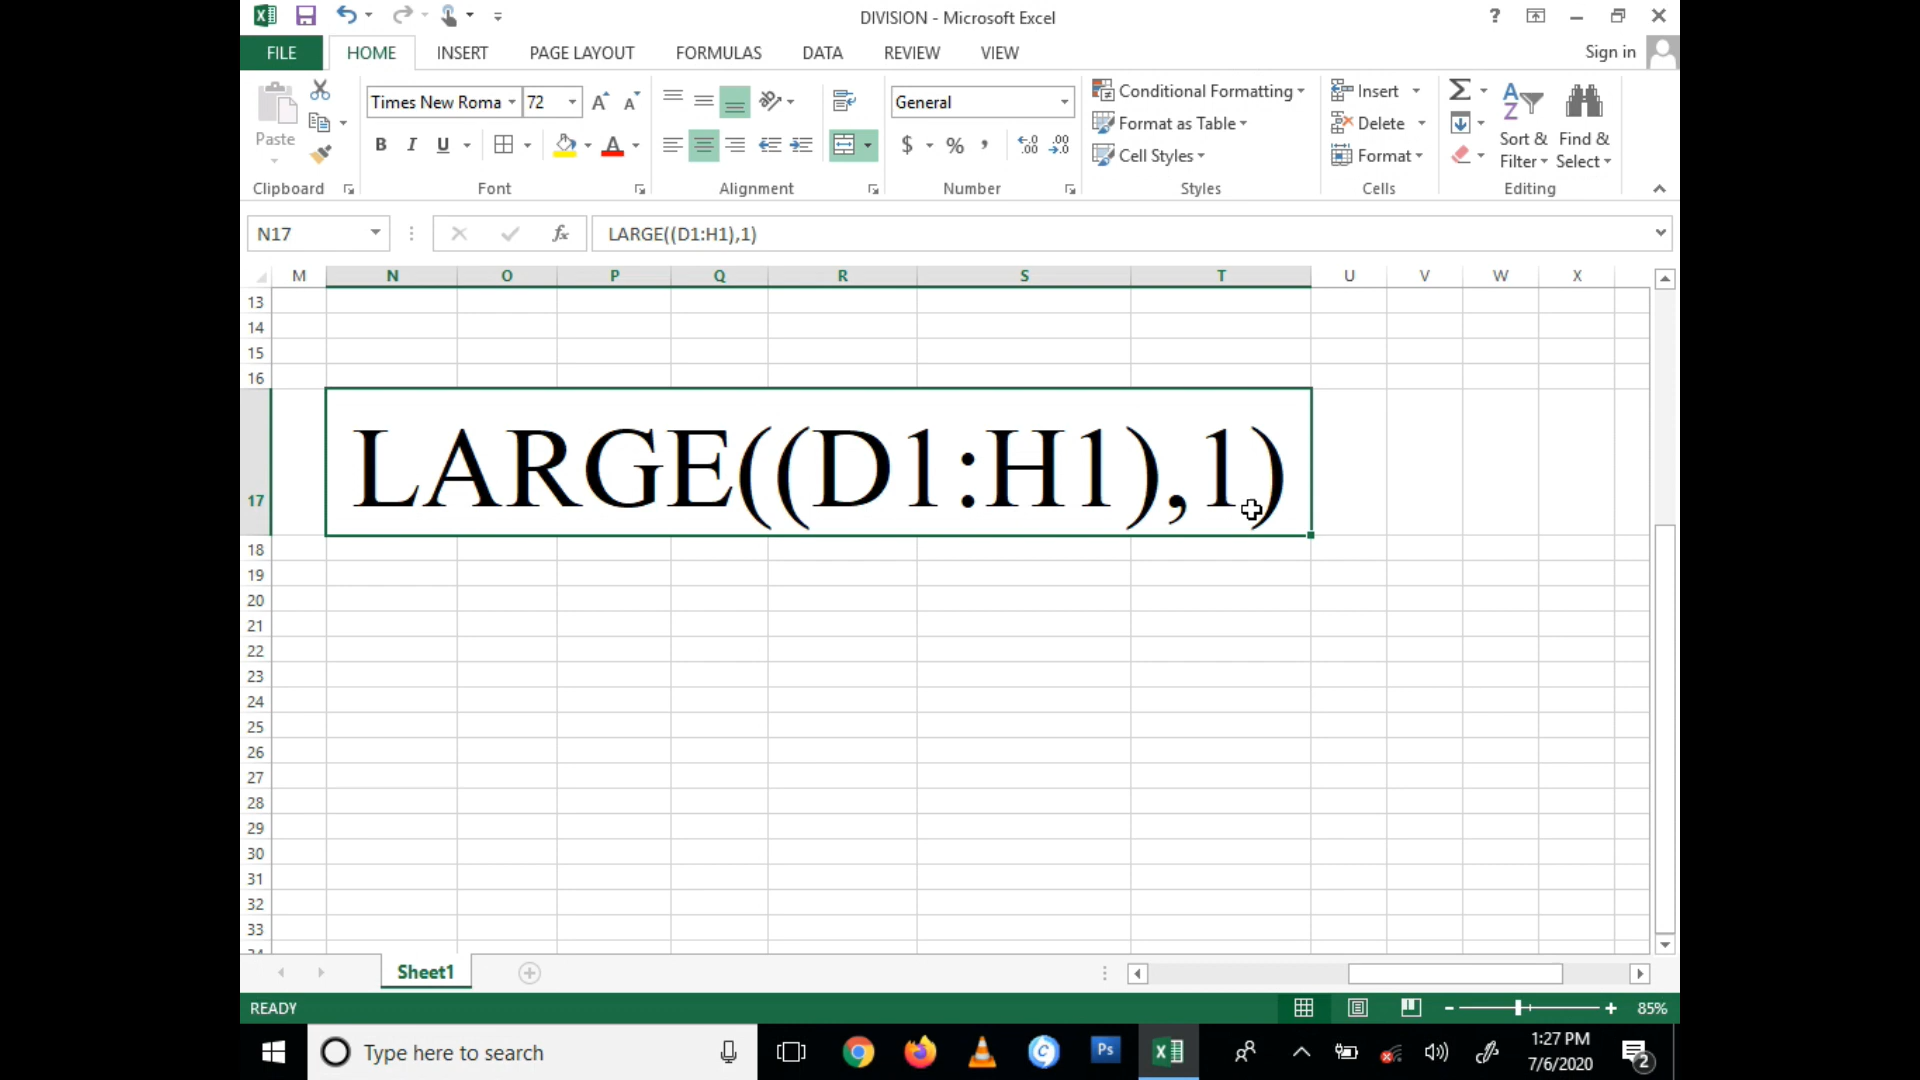 DIVISION - Microsoft Excel
?
FILE HOME INSERT PAGE LAYOUT FORMULAS DATA REVIEW VIEW Sign in
Paste
Clipboard
Times New Roma 72
B I U A
Font
Alignment
General
$ % ,
Number
Conditional Formatting
Format as Table
Cell Styles
Styles
Insert
Delete
Format
Cells
Sort & Filter
Find & Select
Editing
N17 fx LARGE((D1:H1),1)
M N O P Q R S T U V W X
13
14
15
16
17 LARGE((D1:H1),1)
18
19
20
21
22
23
24
25
26
27
28
29
30
31
32
33
Sheet1
READY 85%
Type here to search Ps 1:27 PM
7/6/2020 2